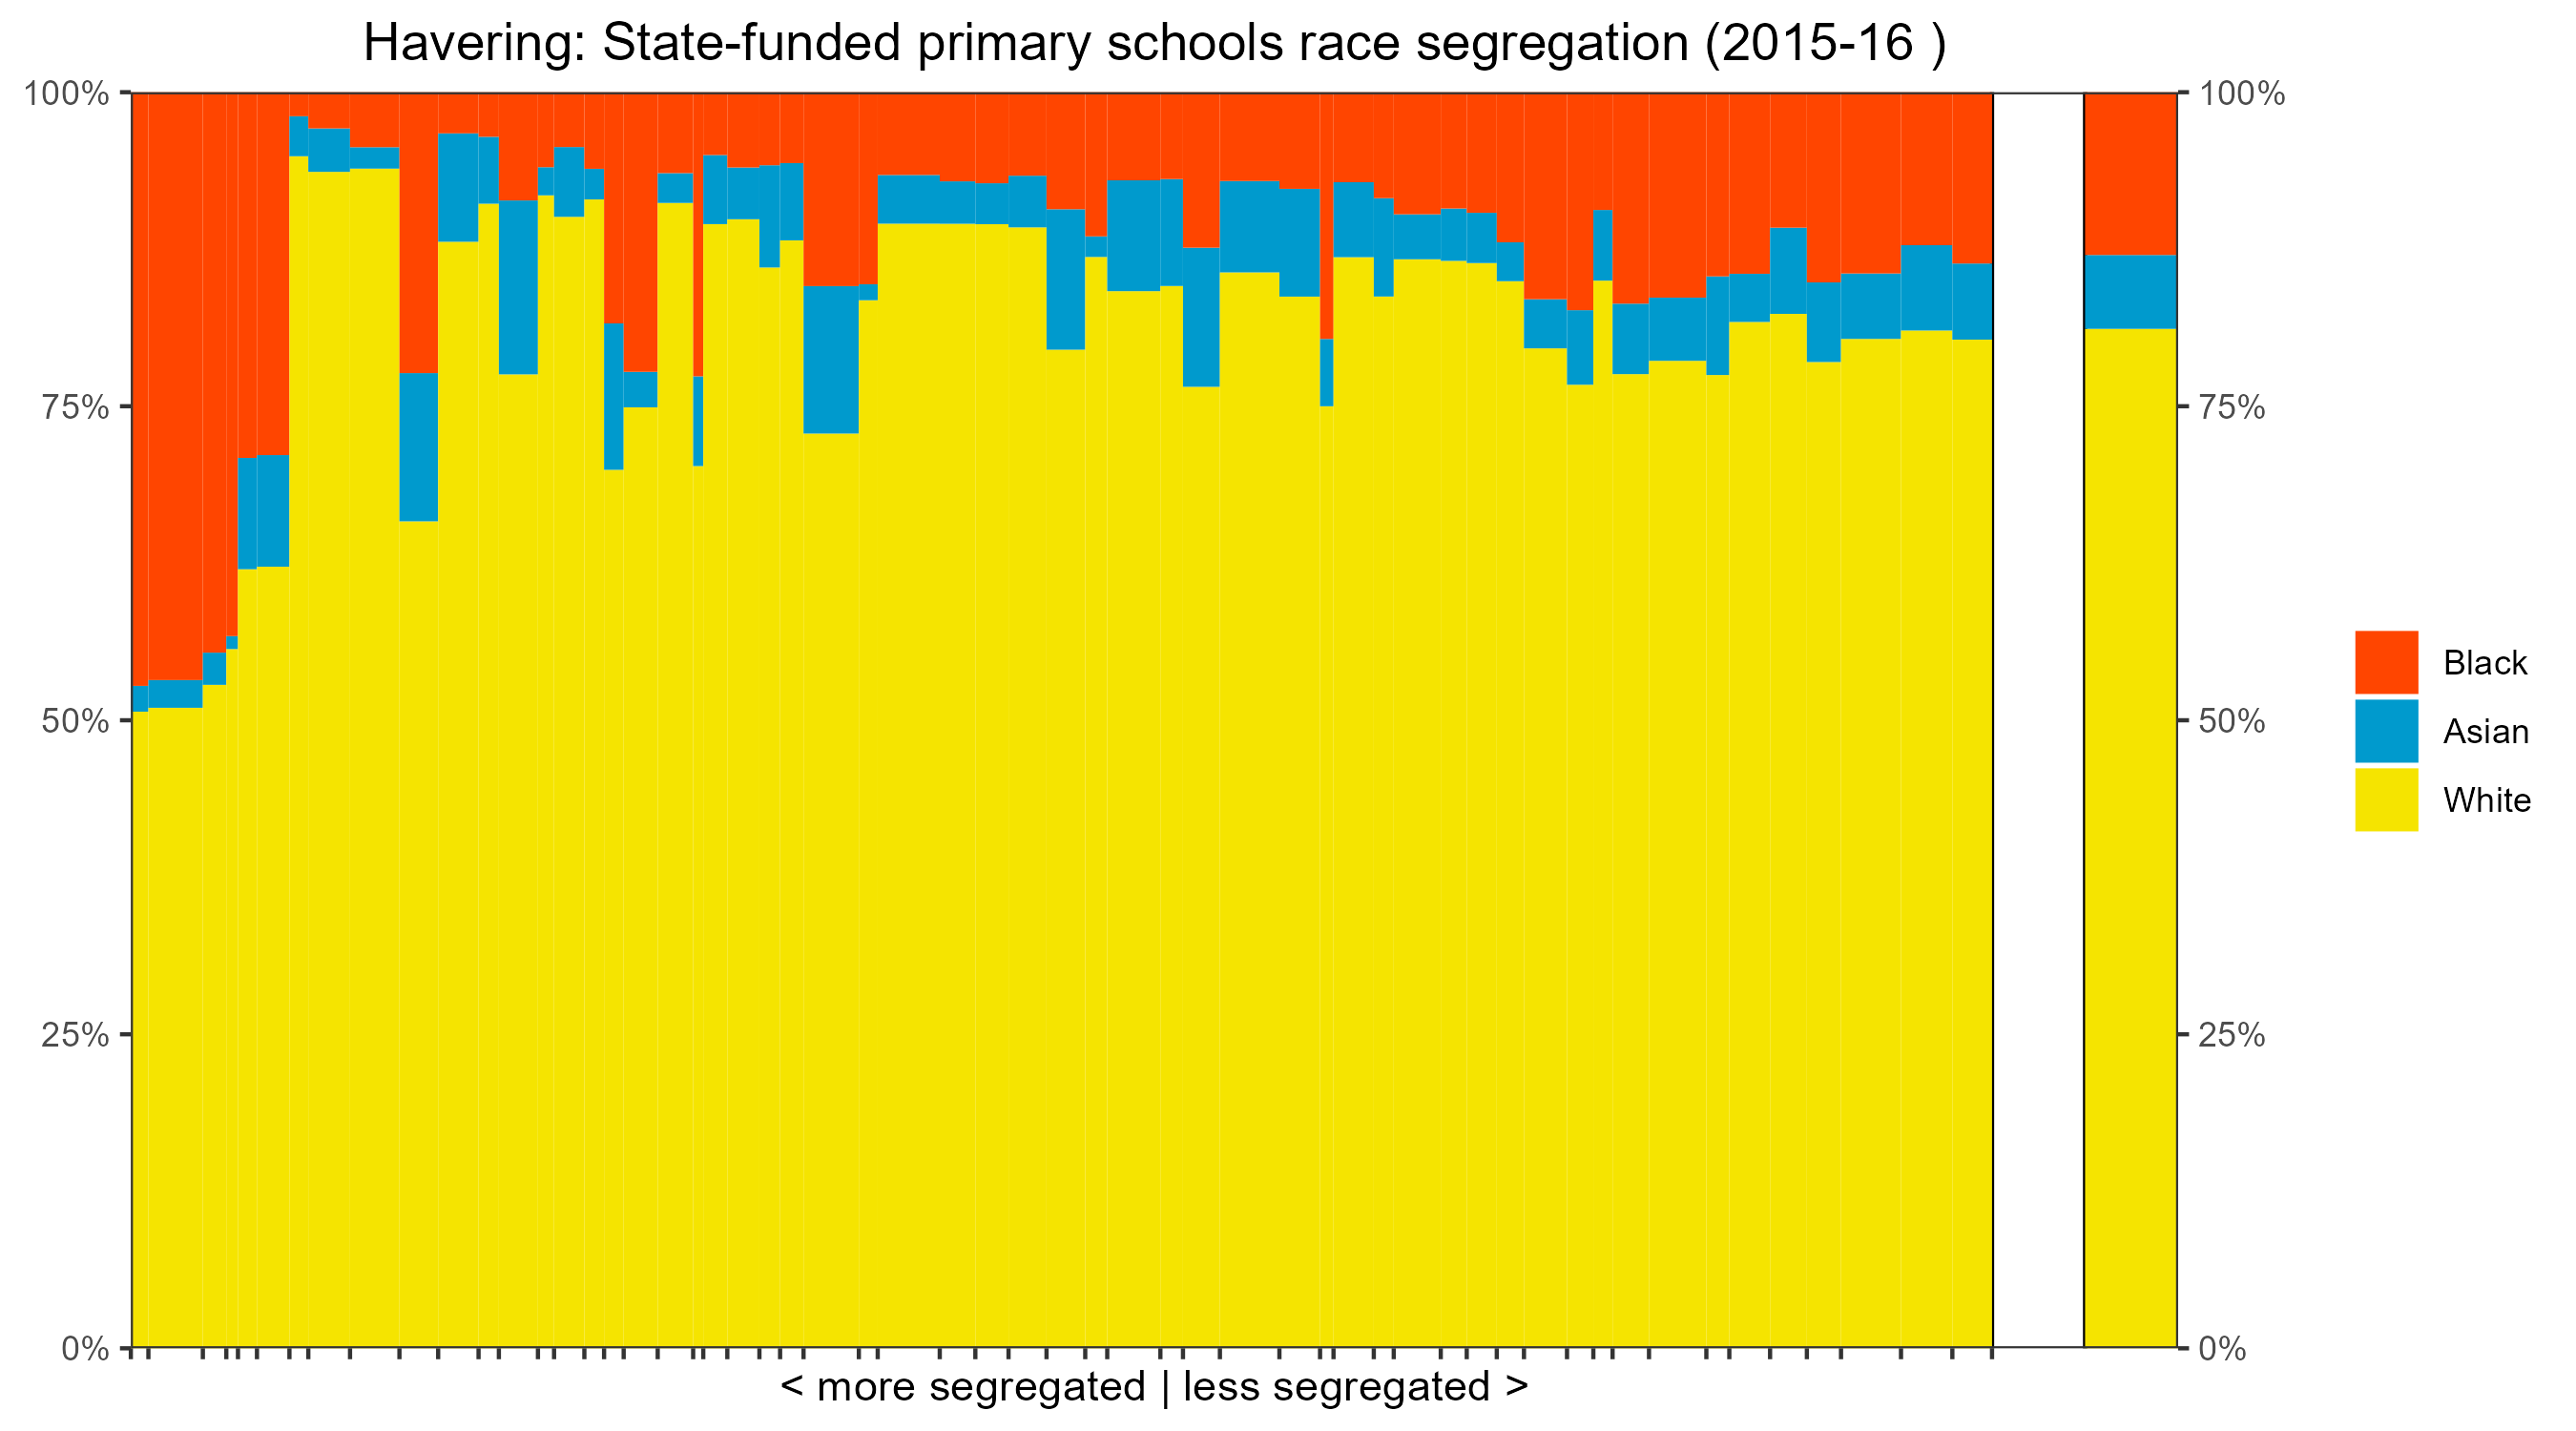 Havering: State-funded primary schools race segregation (2015-16 )
100%
75%
50%
25%
0%
100%
75%
50%
25%
0%
Black
Asian
White
< more segregated | less segregated >